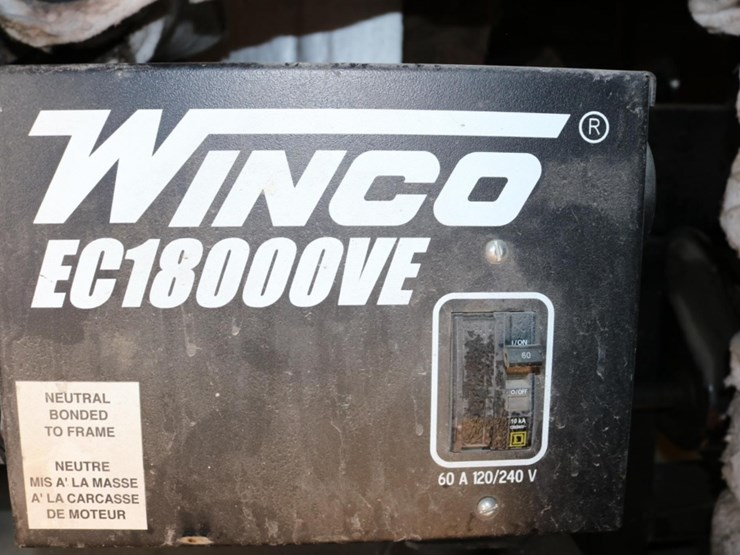 WINCO ®
EC18000VE
I/ON
60
O/OFF
10 kA
60 A 120/240 V
NEUTRAL
BONDED
TO FRAME
NEUTRE
MIS A' LA MASSE
A' LA CARCASSE
DE MOTEUR